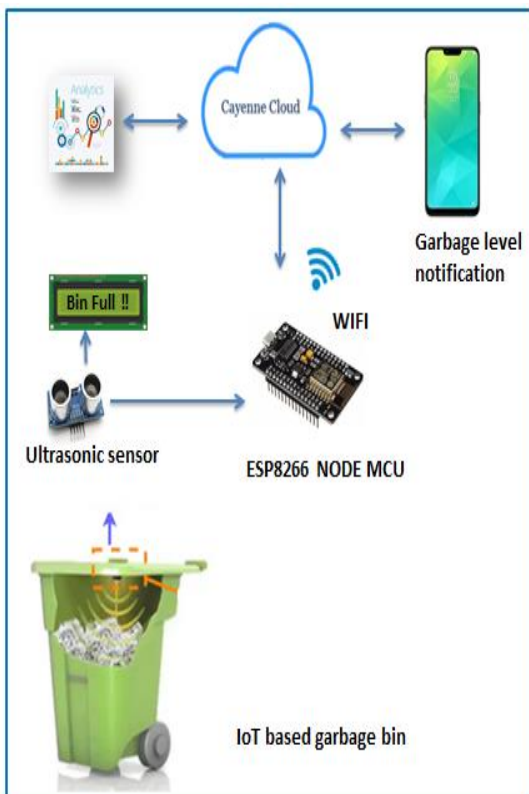 Analytics
Cayenne Cloud
Garbage level
notification
Bin Full !!
WIFI
Ultrasonic sensor
ESP8266 NODE MCU
IoT based garbage bin